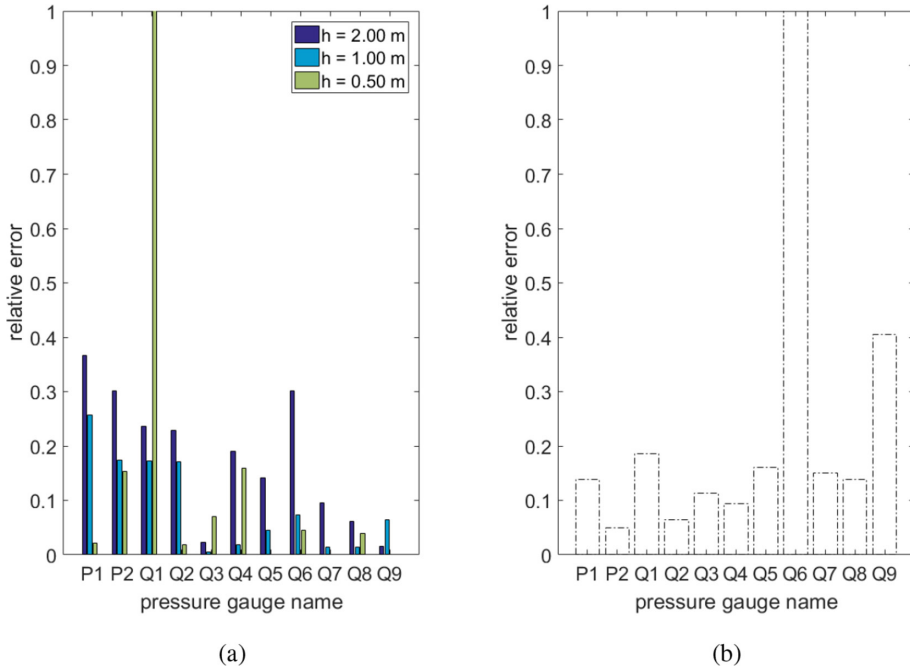 1
0.9
0.8
0.7
0.6
0.5
0.4
0.3
0.2
0.1
0
relative error
h = 2.00 m
h = 1.00 m
h = 0.50 m
P1 P2 Q1 Q2 Q3 Q4 Q5 Q6 Q7 Q8 Q9
pressure gauge name
(a)
1
0.9
0.8
0.7
0.6
0.5
0.4
0.3
0.2
0.1
0
relative error
P1 P2 Q1 Q2 Q3 Q4 Q5 Q6 Q7 Q8 Q9
pressure gauge name
(b)